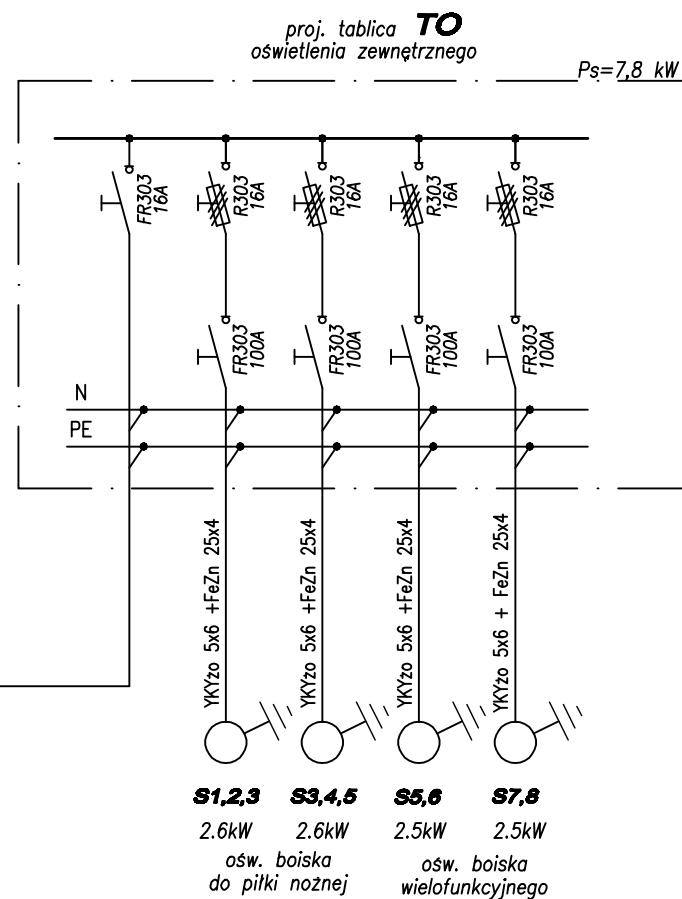 proj. tablica TO
oświetlenia zewnętrznego
Ps=7,8 kW
FR303
16A
R303
16A
R303
16A
R303
16A
R303
16A
FR303
100A
FR303
100A
FR303
100A
FR303
100A
N
PE
YKYżo 5x6 +FeZn 25x4
YKYżo 5x6 +FeZn 25x4
YKYżo 5x6 +FeZn 25x4
YKYżo 5x6 + FeZn 25x4
S1,2,3 S3,4,5 S5,6 S7,8
2.6kW 2.6kW 2.5kW 2.5kW
ośw. boiska
do piłki nożnej
ośw. boiska
wielofunkcyjnego